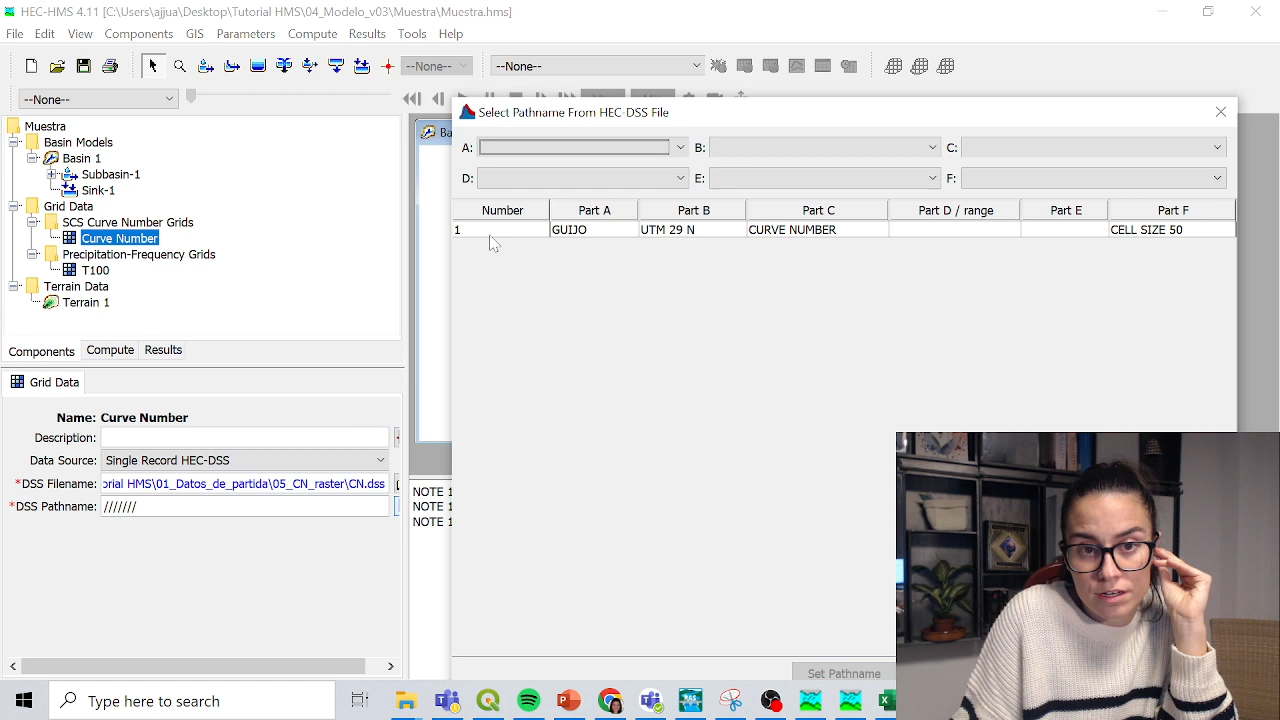 HEC-HMS 4.11 [C:\Users\ajjua\Desktop\Tutorial HMS\04_Modelo_v03\Muestra\Muestra.hms]
File Edit View Components GIS Parameters Compute Results Tools Help
--None-- --None--
--None--
Select Pathname From HEC-DSS File
A: B: C:
D: E: F:
Number Part A Part B Part C Part D / range Part E Part F
1 GUIJO UTM 29 N CURVE NUMBER CELL SIZE 50
Set Pathname
Ba
Muestra
Basin Models
Basin 1
Subbasin-1
Sink-1
Grid Data
SCS Curve Number Grids
Curve Number
Precipitation-Frequency Grids
T100
Terrain Data
Terrain 1
Components Compute Results
Grid Data
Name: Curve Number
Description:
Data Source: Single Record HEC-DSS
*DSS Filename: orial HMS\01_Datos_de_partida\05_CN_raster\CN.dss
*DSS Pathname: ///////
NOTE 1
NOTE 1
NOTE 1
Type here to search